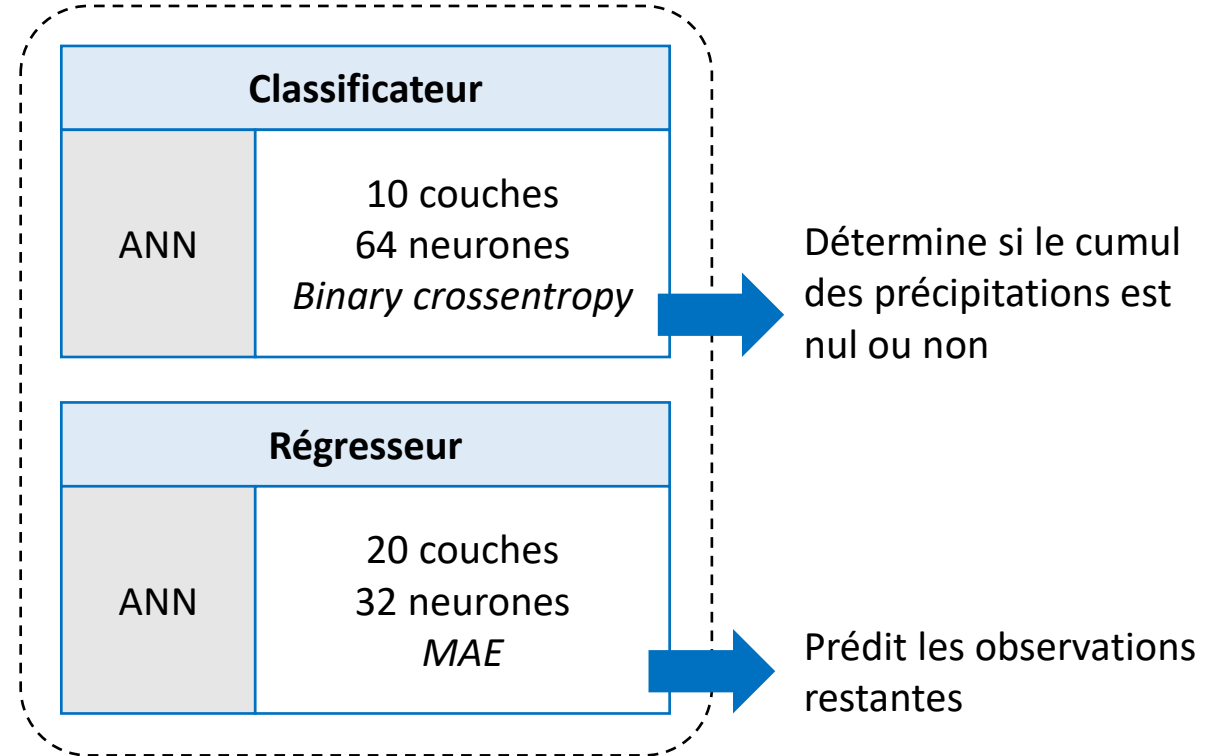 Classificateur
ANN
10 couches
64 neurones
Binary crossentropy
Détermine si le cumul
des précipitations est
nul ou non
Régresseur
ANN
20 couches
32 neurones
MAE
Prédit les observations
restantes